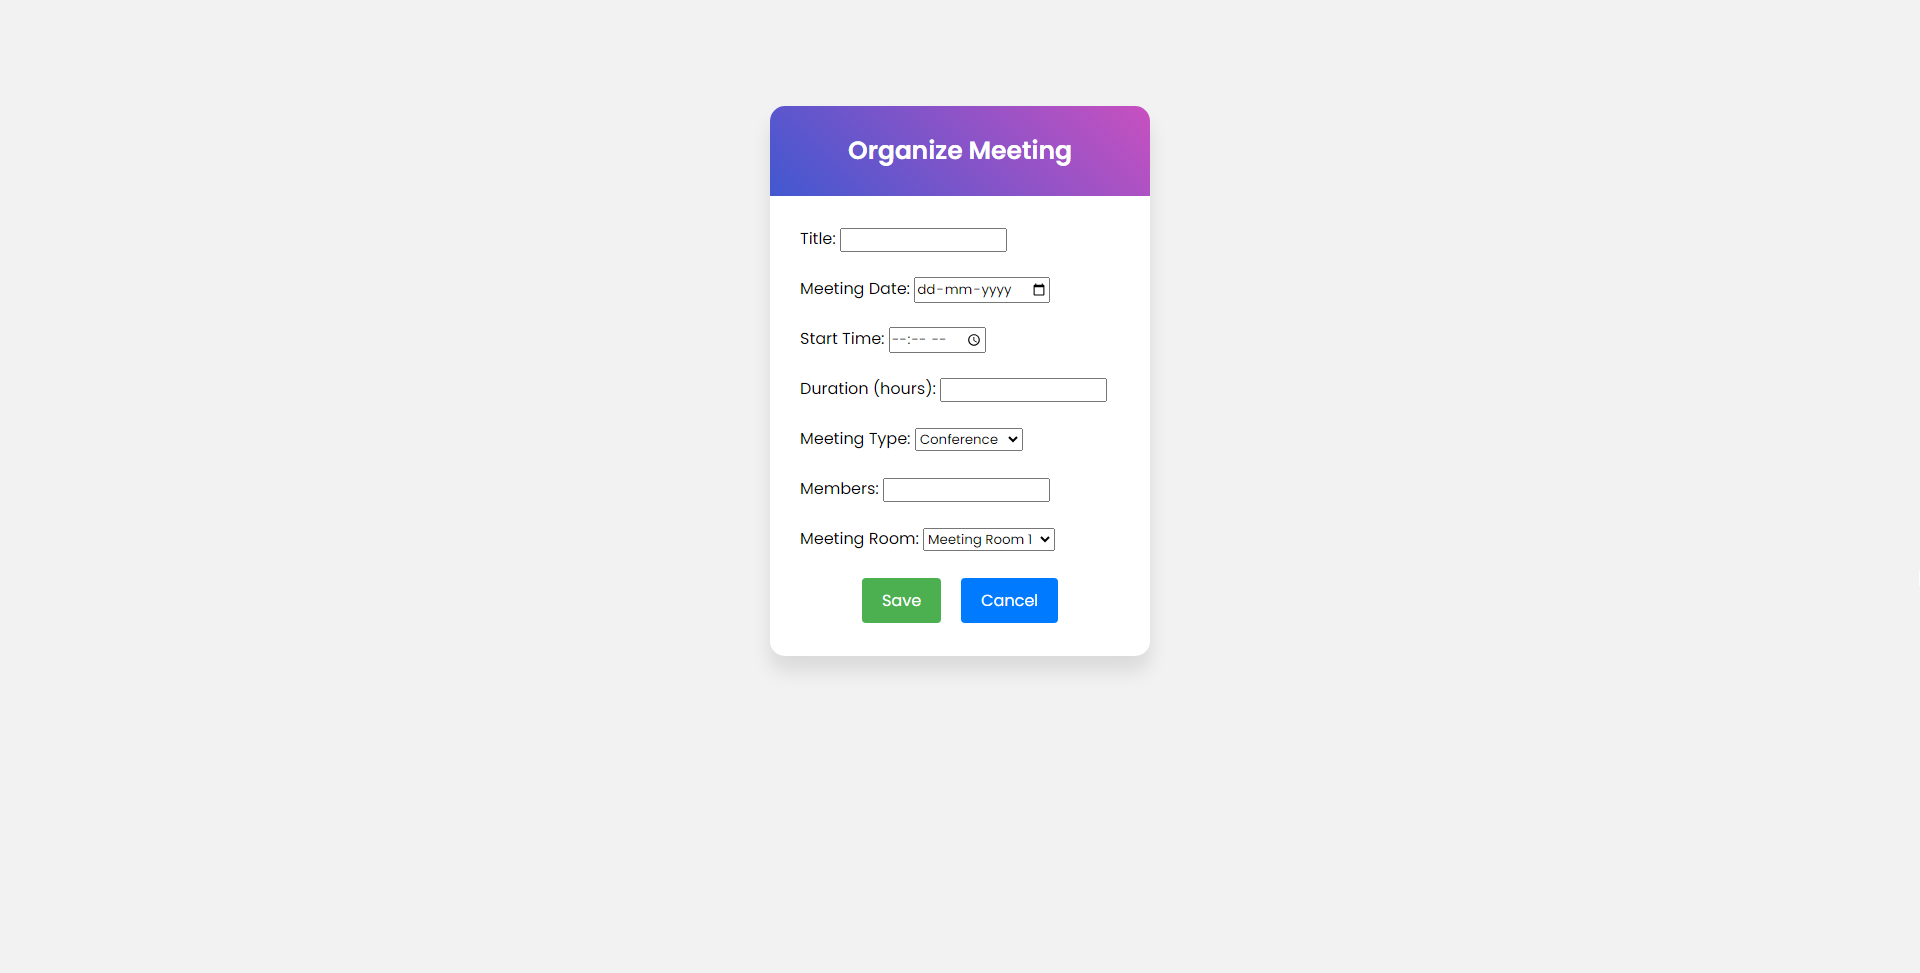 Organize Meeting
Title:
Meeting Date: dd-mm-yyyy
Start Time: --:-- --
Duration (hours):
Meeting Type: Conference
Members:
Meeting Room: Meeting Room 1
Save Cancel